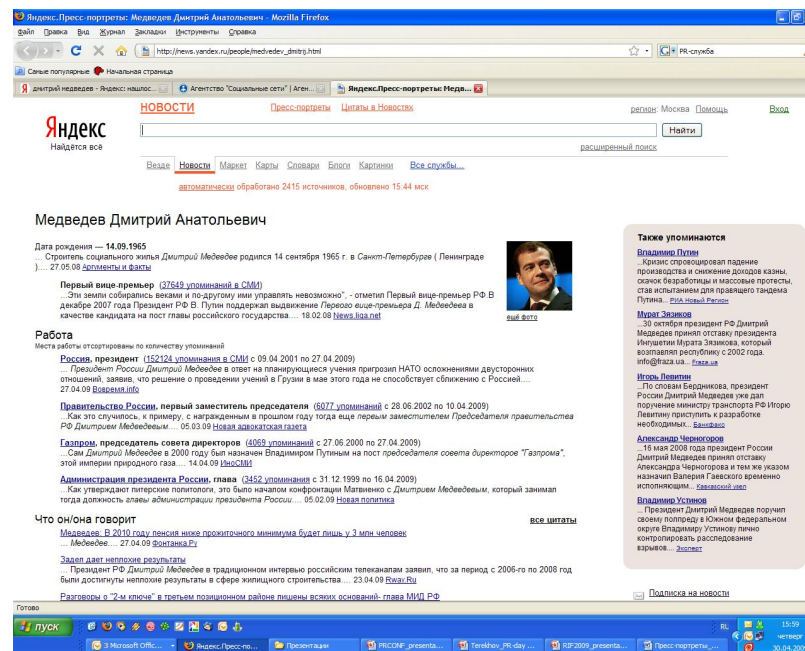 Яндекс.Пресс-портреты: Медведев Дмитрий Анатольевич - Mozilla Firefox
Файл Правка Вид Журнал Закладки Инструменты Справка
http://news.yandex.ru/people/medvedev_dmitrij.html
PR-служба
Самые популярные Начальная страница
дмитрий медведев - Яндекс: нашлос...
Агентство "Социальные сети" | Аген...
Яндекс.Пресс-портреты: Медв...
НОВОСТИ Пресс-портреты Цитаты в Новостях
регион: Москва Помощь Вход
Яндекс
Найдётся всё
Найти
расширенный поиск
Везде Новости Маркет Карты Словари Блоги Картинки Все службы...
автоматически обработано 2415 источников, обновлено 15:44 мск
Медведев Дмитрий Анатольевич
Дата рождения — 14.09.1965
... Строитель социального жилья Дмитрий Медведев родился 14 сентября 1965 г. в Санкт-Петербурге ( Ленинграде
).... 27.05.08 Аргументы и факты
Первый вице-премьер (37649 упоминаний в СМИ)
...Эти земли собирались веками и по-другому ими управлять невозможно", - отметил Первый вице-премьер РФ.В
декабре 2007 года Президент РФ В. Путин поддержал выдвижение Первого вице-премьера Д. Медведева в
качестве кандидата на пост главы российского государства.... 18.02.08 News.liga.net
ещё фото
Работа
Места работы отсортированы по количеству упоминаний
Россия, президент (152124 упоминания в СМИ с 09.04.2001 по 27.04.2009)
... Президент России Дмитрий Медведев в ответ на планирующиеся учения пригрозил НАТО осложнениями двусторонних
отношений, заявив, что решение о проведении учений в Грузии в мае этого года не способствует сближению с Россией....
27.04.09 Вовремя.info
Правительство России, первый заместитель председателя (6077 упоминаний с 28.06.2002 по 10.04.2009)
...Как это случилось, к примеру, с награжденным в прошлом году тогда еще первым заместителем Председателя правительства
РФ Дмитрием Медведевым.... 05.03.09 Новая адвокатская газета
Газпром, председатель совета директоров (4069 упоминаний с 27.06.2000 по 27.04.2009)
...Сам Дмитрий Медведев в 2000 году был назначен Владимиром Путиным на пост председателя совета директоров "Газпрома",
этой империи природного газа.... 14.04.09 ИноСМИ
Администрация президента России, глава (3452 упоминания с 31.12.1999 по 16.04.2009)
...Как утверждают питерские политологи, это было началом конфронтации Матвиенко с Дмитрием Медведевым, который занимал
тогда должность главы администрации президента России.... 05.02.09 Новая политика
Что он/она говорит все цитаты
Медведев: В 2010 году пенсия ниже прожиточного минимума будет лишь у 3 млн человек
... Медведев.... 27.04.09 Фонтанка.Ру
Задел дает неплохие результаты
... Президент РФ Дмитрий Медведев в традиционном интервью российским телеканалам заявил, что за период с 2006-го по 2008 год
были достигнуты неплохие результаты в сфере жилищного строительства.... 23.04.09 Rway.Ru
Разговоры о "2-м ключе" в третьем позиционном районе лишены всяких оснований- глава МИД РФ
Также упоминаются
Владимир Путин
...Кризис спровоцировал падение
производства и снижение доходов казны,
скачок безработицы и массовые протесты,
став испытанием для правящего тандема
Путина... РИА Новый Регион
Мурат Зязиков
...30 октября президент РФ Дмитрий
Медведев принял отставку президента
Ингушетии Мурата Зязикова, который
возглавлял республику с 2002 года.
info@fraza.ua... Fraza.ua
Игорь Левитин
...По словам Бердникова, президент
России Дмитрий Медведев уже дал
поручение министру транспорта РФ Игорю
Левитину приступить к разработке
необходимых... Банкфакс
Александр Черногоров
...16 мая 2008 года президент России
Дмитрий Медведев принял отставку
Александра Черногорова и тем же указом
назначил Валерия Гаевского временно
исполняющим... Кавказский узел
Владимир Устинов
... Президент Дмитрий Медведев поручил
своему полпреду в Южном федеральном
округе Владимиру Устинову лично
контролировать расследование
взрывов.... Эксперт
Подписка на новости
Готово
пуск
RU
15:59
четверг
30.04.200
3 Microsoft Offic...
Яндекс.Пресс-по...
Презентации
PRCONF_presenta...
Terekhov_PR-day ...
RIF2009_presenta...
Пресс-портреты_...